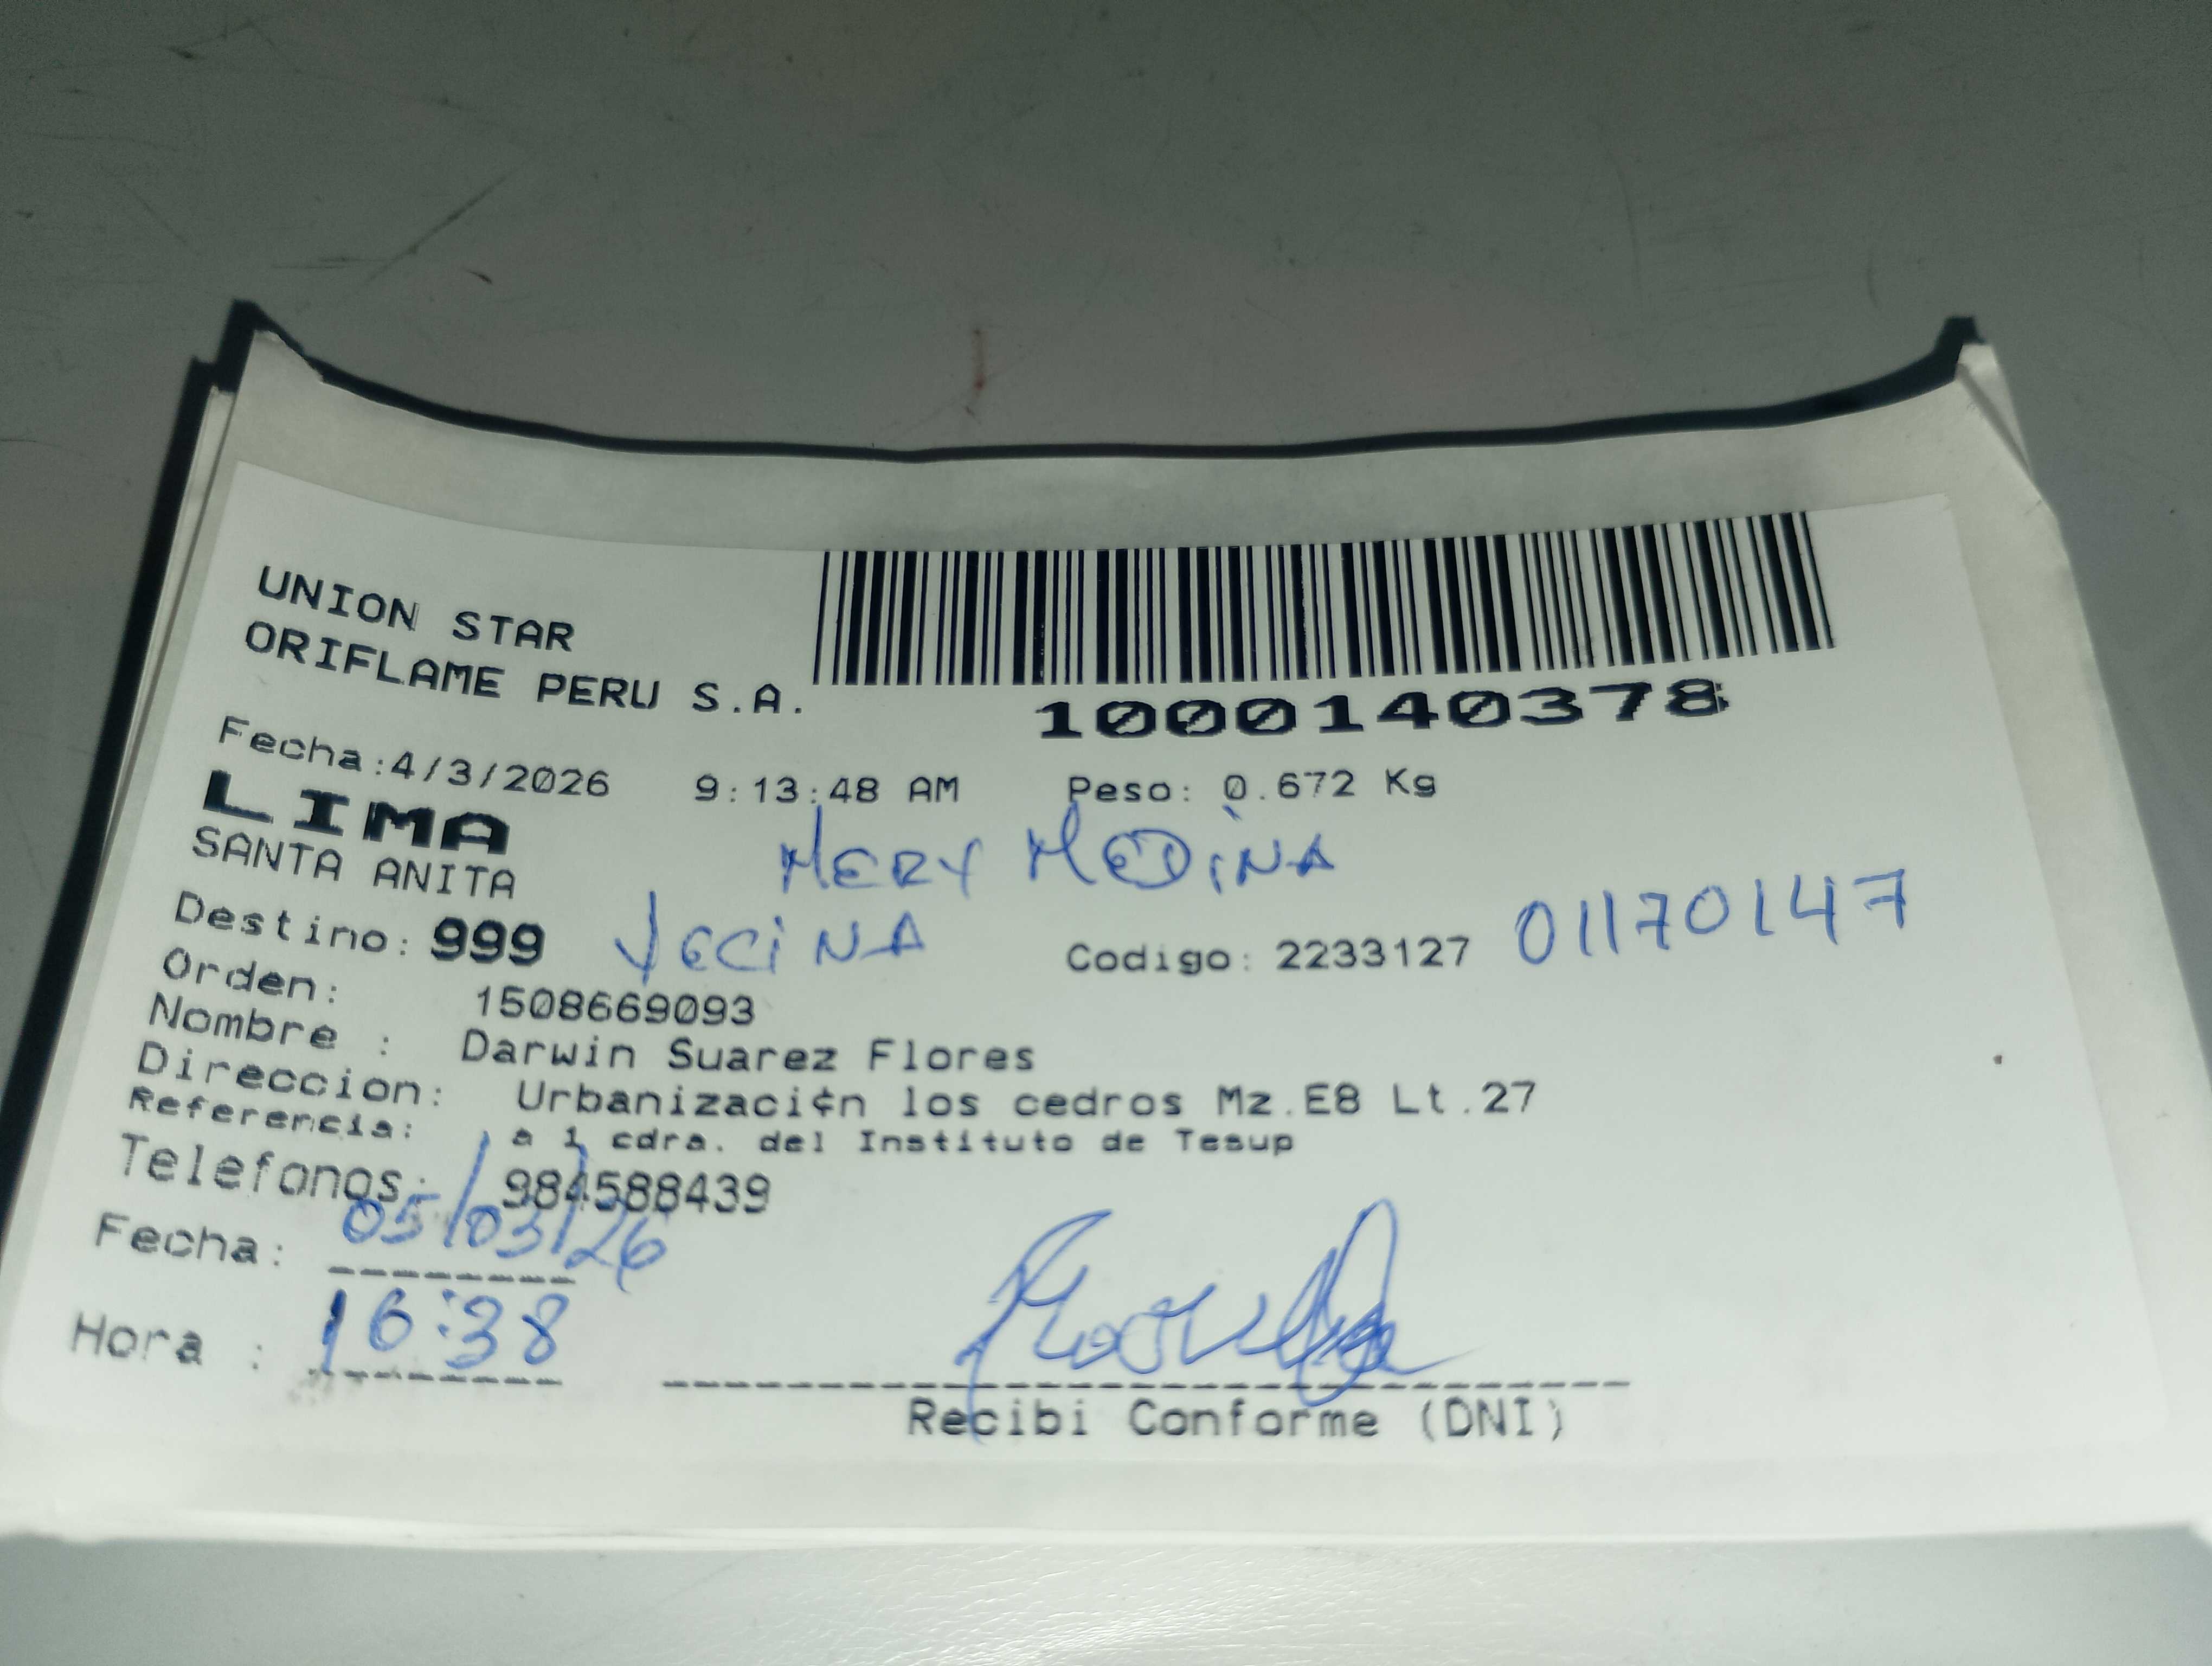 UNION STAR
ORIFLAME PERU S.A.
1000140378
Fecha:4/3/2026 9:13:48 AM Peso: 0.672 Kg
LIMA
SANTA ANITA
MERY MEDINA
Destino: 999 VECINA Codigo: 2233127 01170147
Orden: 1508669093
Nombre : Darwin Suarez Flores
Direccion: Urbanizaci¢n los cedros Mz.E8 Lt.27
Referencia: a 1 cdra. del Instituto de Tesup
Telefonos: 984588439
Fecha: 05/03/26
Hora : 16:38
Recibi Conforme (DNI)